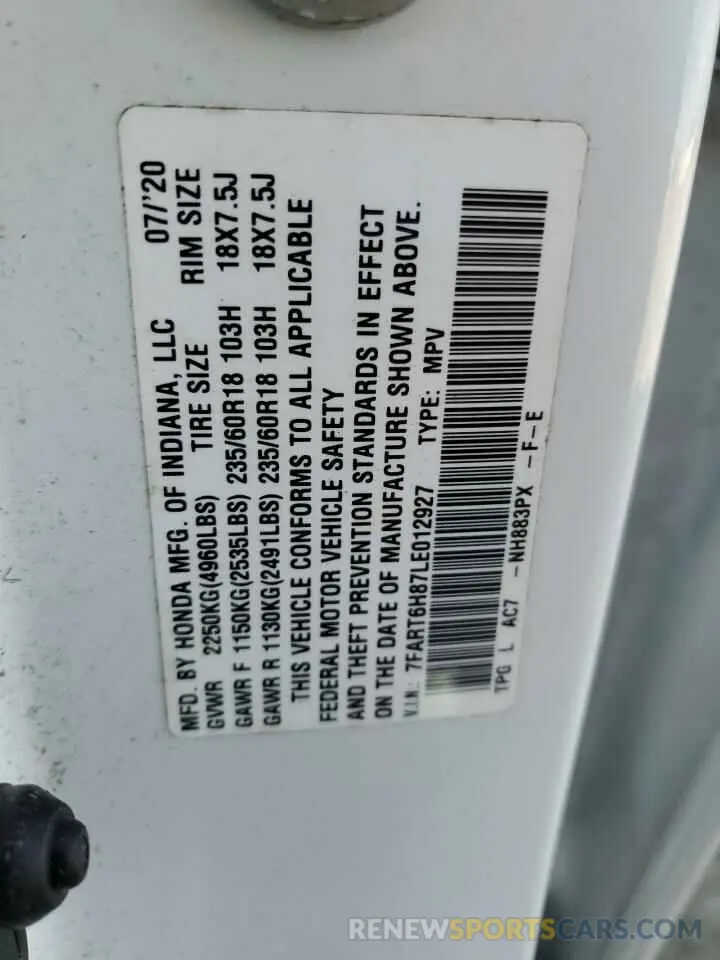 MFD. BY HONDA MFG. OF INDIANA, LLC 07/'20
GVWR 2250KG(4960LBS) TIRE SIZE RIM SIZE
GAWR F 1150KG(2535LBS) 235/60R18 103H 18X7.5J
GAWR R 1130KG(2491LBS) 235/60R18 103H 18X7.5J
THIS VEHICLE CONFORMS TO ALL APPLICABLE
FEDERAL MOTOR VEHICLE SAFETY
AND THEFT PREVENTION STANDARDS IN EFFECT
ON THE DATE OF MANUFACTURE SHOWN ABOVE.
V.I.N.: 7FART6H87LE012927 TYPE: MPV
TPG L AC7 -NH883PX -F-E
RENEWSPORTSCARS.COM